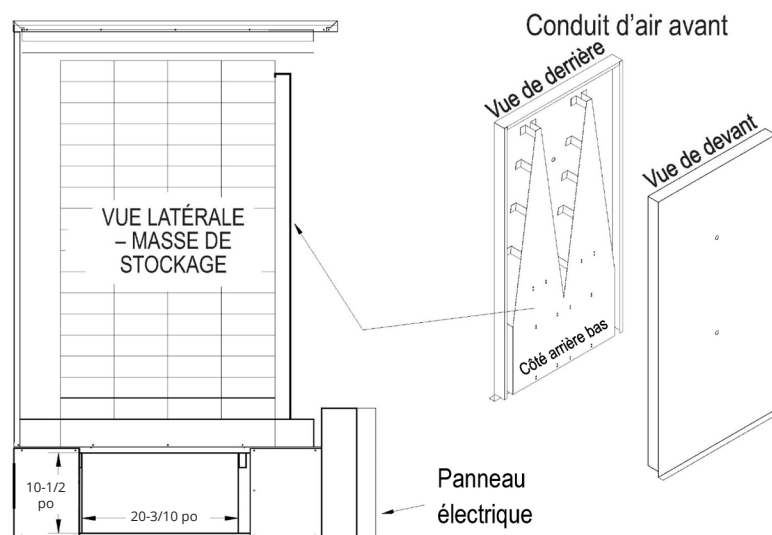 Conduit d’air avant
Vue de derrière
Vue de devant
VUE LATÉRALE
– MASSE DE
STOCKAGE
Côté arrière bas
10-1/2
po
20-3/10 po
Panneau
électrique